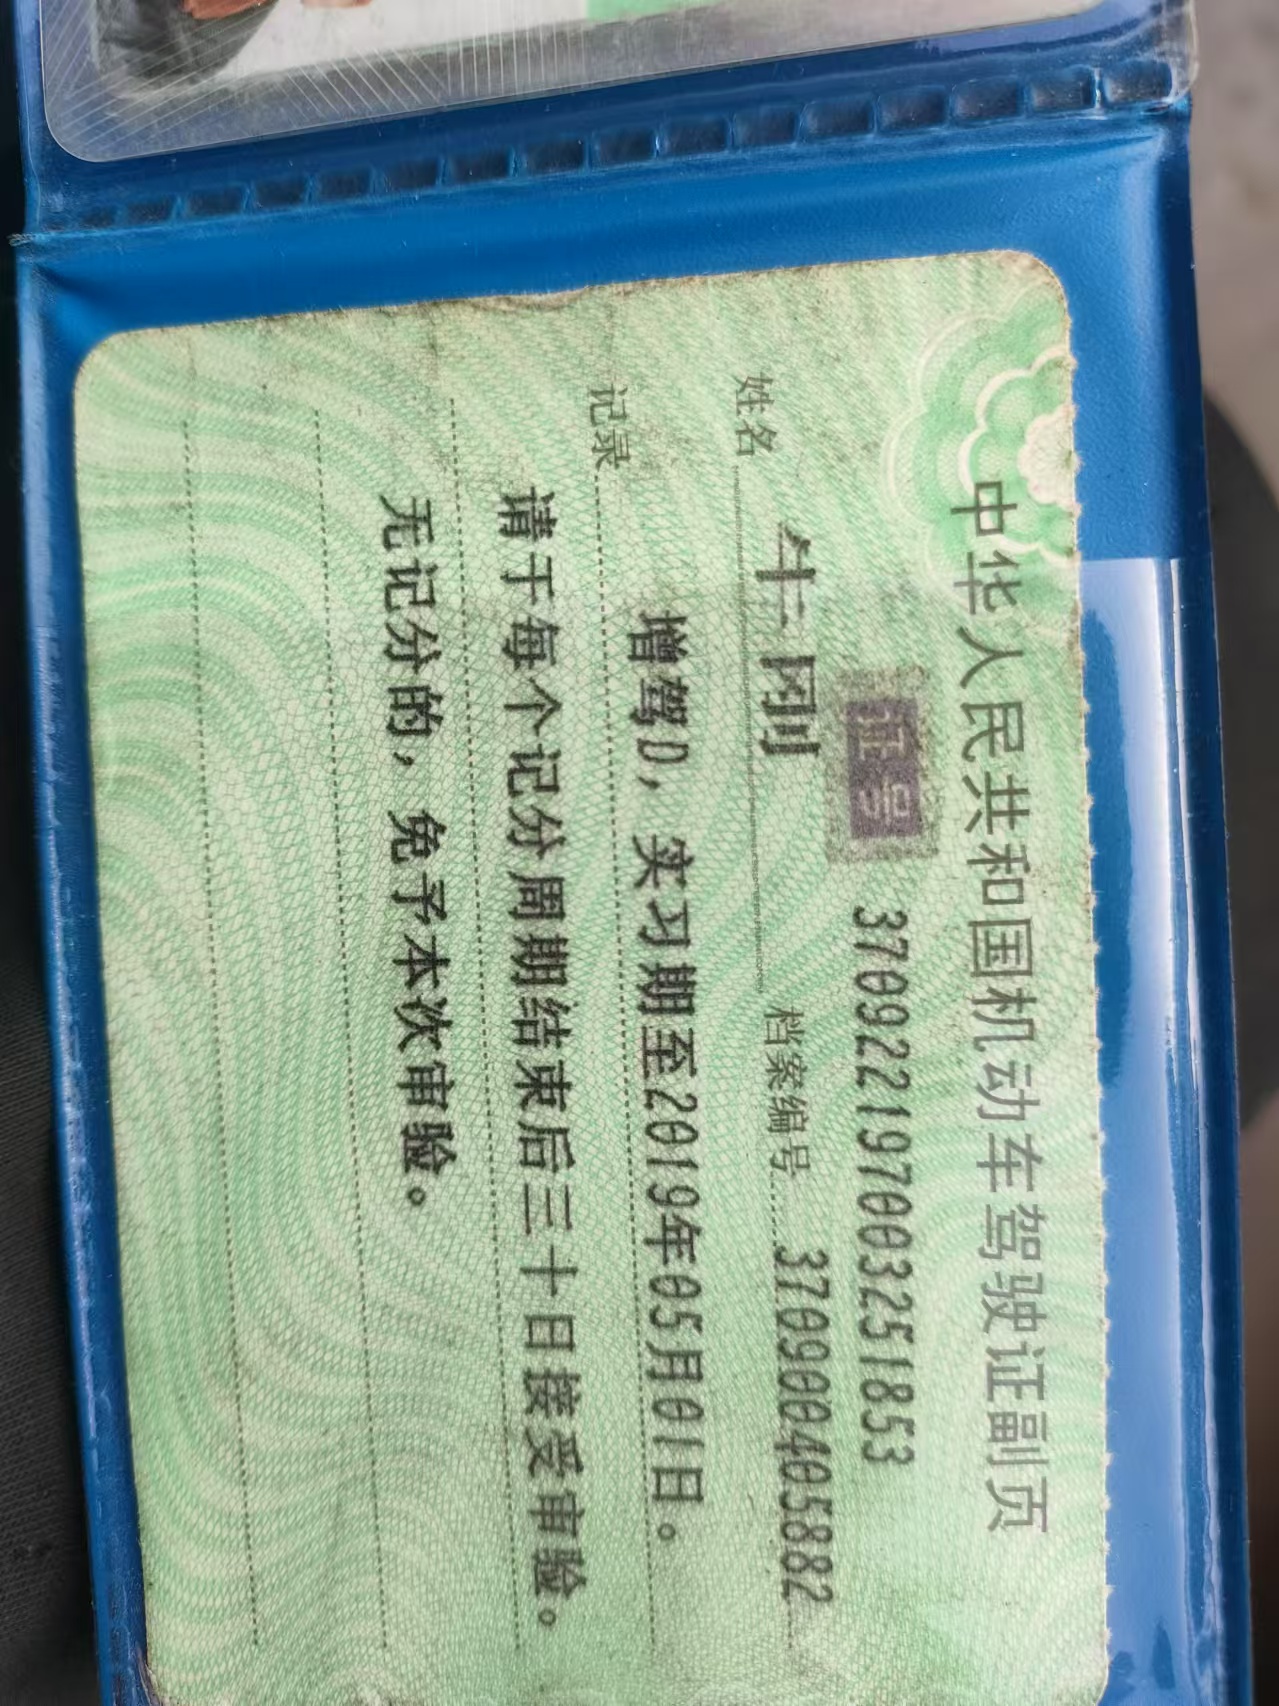 中华人民共和国机动车驾驶证副页
证号 370922197003251853
姓名 牛刚 档案编号 370900405882
记录 增驾D，实习期至2019年05月01日。
请于每个记分周期结束后三十日接受审验。
无记分的，免予本次审验。